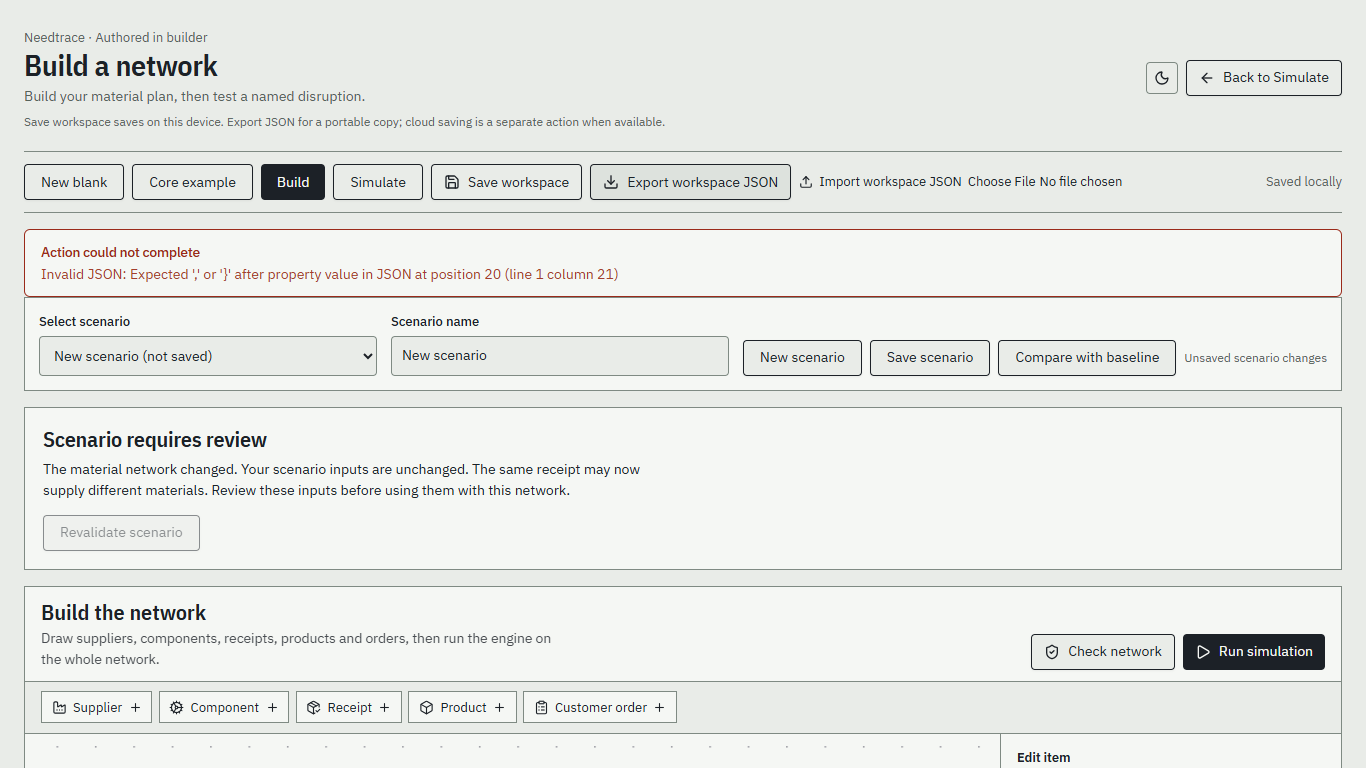 Needtrace · Authored in builder
Build a network
Build your material plan, then test a named disruption.
Save workspace saves on this device. Export JSON for a portable copy; cloud saving is a separate action when available.
Back to Simulate
New blank
Core example
Build
Simulate
Save workspace
Export workspace JSON
Import workspace JSON Choose File No file chosen
Saved locally
Action could not complete
Invalid JSON: Expected ',' or '}' after property value in JSON at position 20 (line 1 column 21)
Select scenario
Scenario name
New scenario (not saved)
New scenario
New scenario
Save scenario
Compare with baseline
Unsaved scenario changes
Scenario requires review
The material network changed. Your scenario inputs are unchanged. The same receipt may now
supply different materials. Review these inputs before using them with this network.
Revalidate scenario
Build the network
Draw suppliers, components, receipts, products and orders, then run the engine on
the whole network.
Check network
Run simulation
Supplier +
Component +
Receipt +
Product +
Customer order +
Edit item